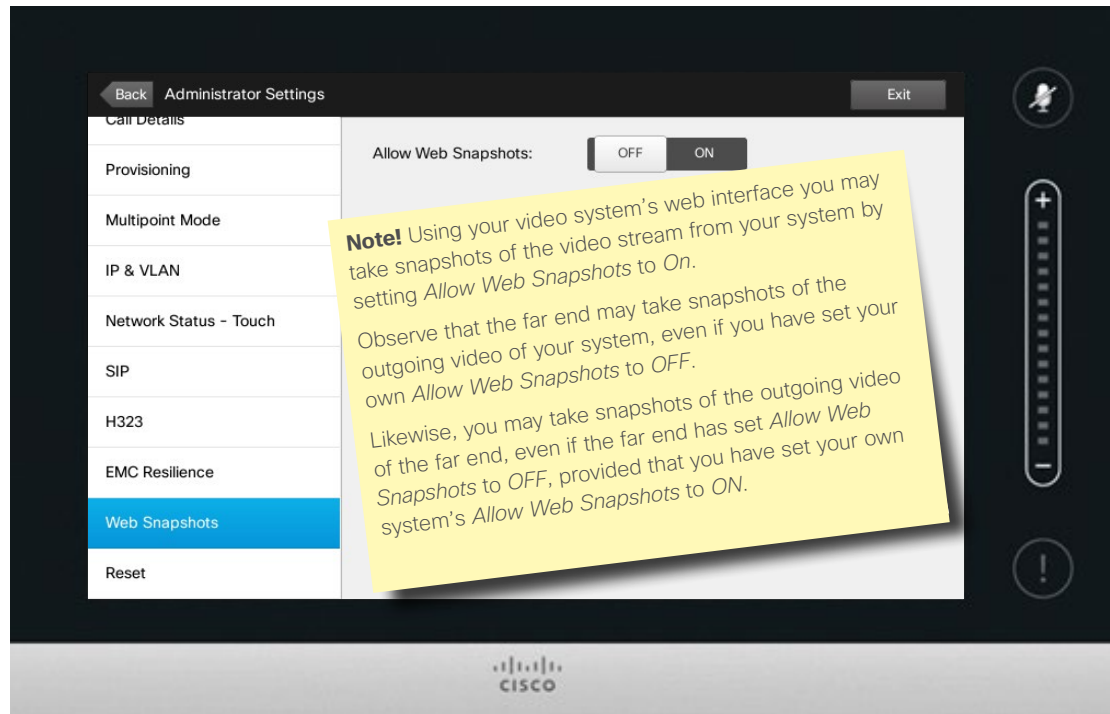 Back Administrator Settings Exit
Call Details
Provisioning
Multipoint Mode
IP & VLAN
Network Status - Touch
SIP
H323
EMC Resilience
Web Snapshots
Reset
Allow Web Snapshots: OFF ON
Note! Using your video system's web interface you may
take snapshots of the video stream from your system by
setting Allow Web Snapshots to On.
Observe that the far end may take snapshots of the
outgoing video of your system, even if you have set your
own Allow Web Snapshots to OFF.
Likewise, you may take snapshots of the outgoing video
of the far end, even if the far end has set Allow Web
Snapshots to OFF, provided that you have set your own
system's Allow Web Snapshots to ON.
+
−
!
CISCO